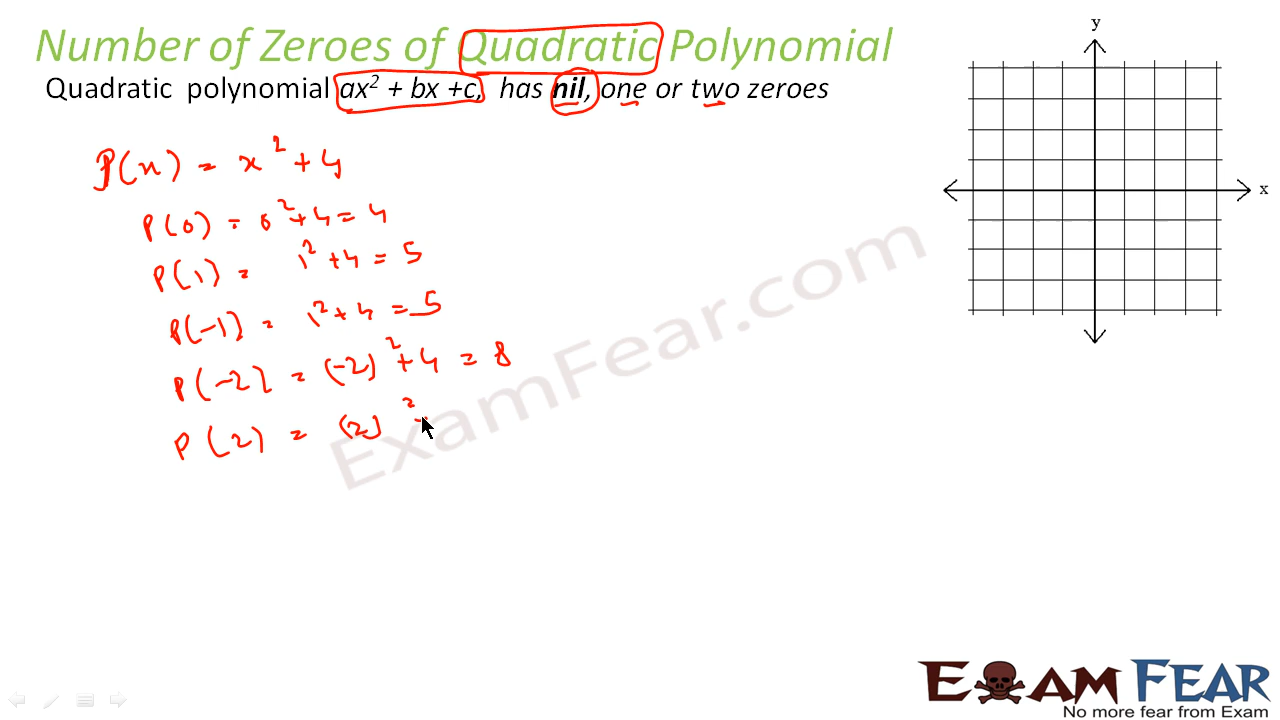 Number of Zeroes of Quadratic Polynomial
Quadratic polynomial ax² + bx +c, has nil, one or two zeroes
P(x) = x² + 4
P(0) = 0² + 4 = 4
P(1) = 1² + 4 = 5
P(-1) = 1² + 4 = 5
P(-2) = (-2)² + 4 = 8
P(2) = (2)²
y
x
ExamFear.com
EXAM FEAR
No more fear from Exam